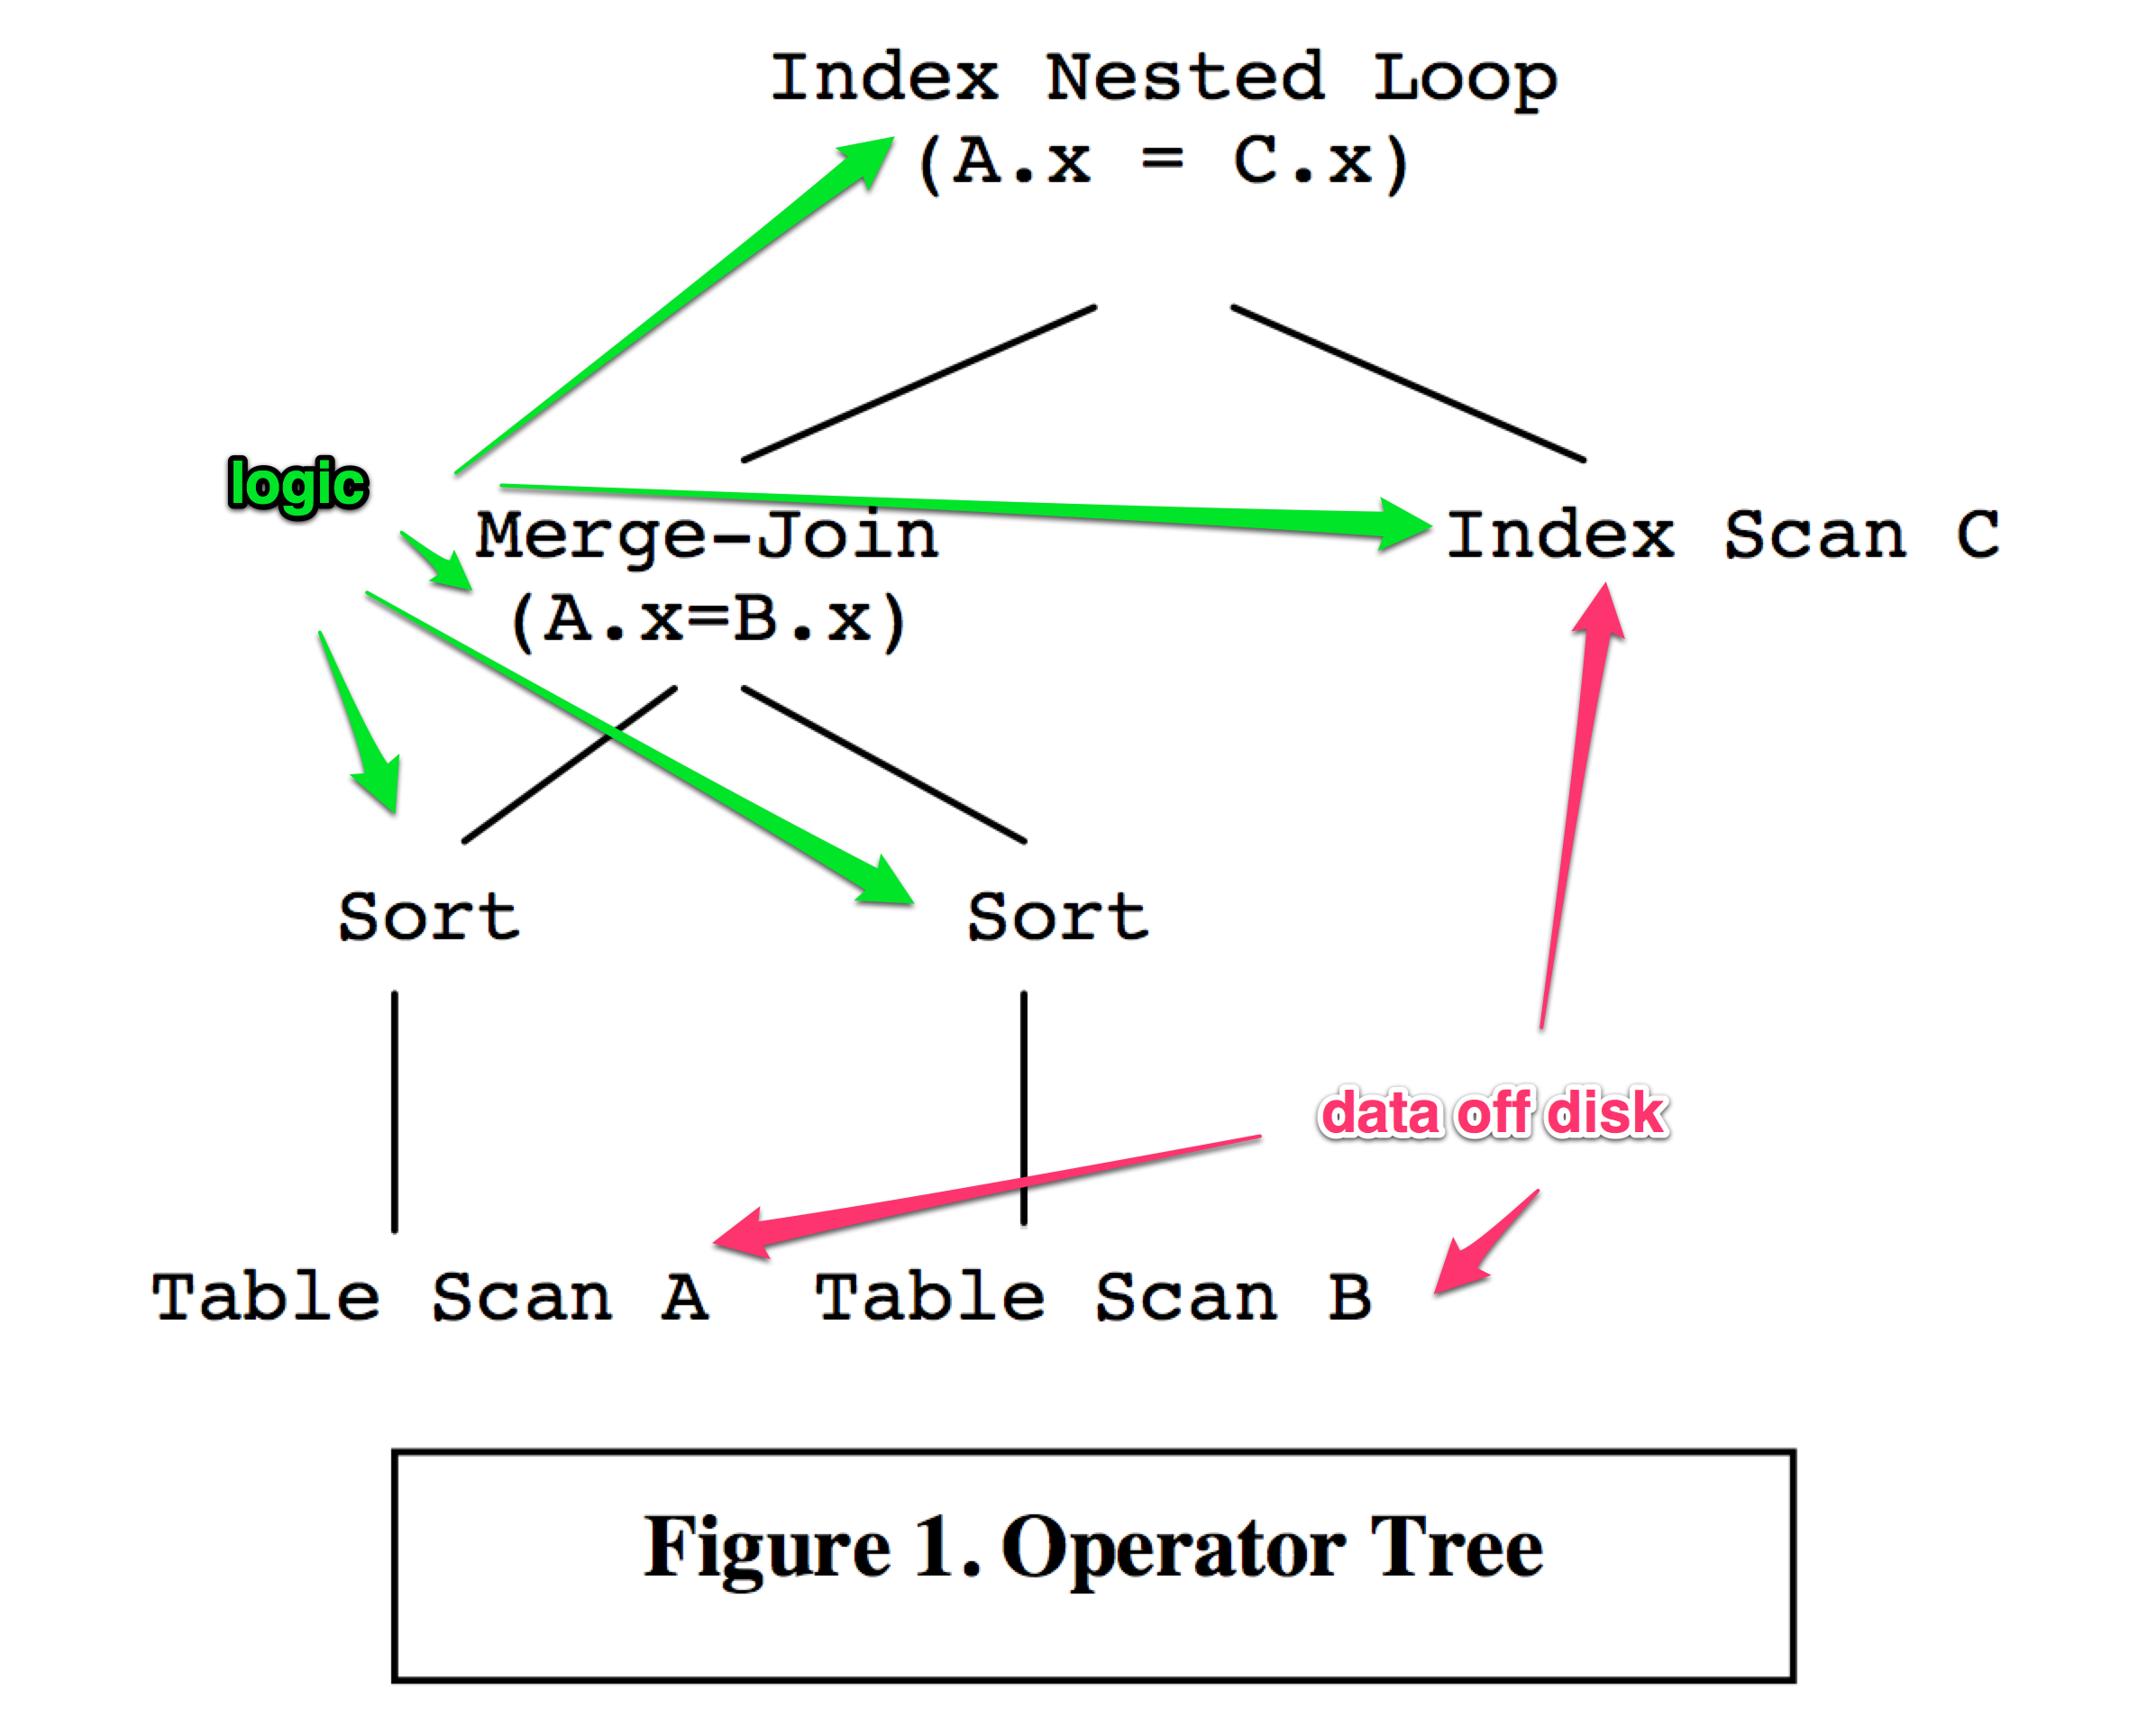 Index Nested Loop
(A.x = C.x)
logic
Merge-Join
(A.x=B.x)
Index Scan C
Sort
Sort
data off disk
Table Scan A
Table Scan B
Figure 1. Operator Tree